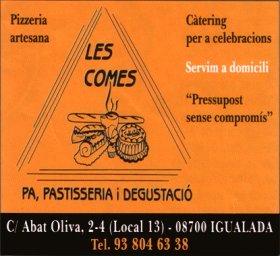 Pizzeria
artesana
Càtering
per a celebracions
Servim a domicili
"Pressupost
sense compromís"
LES
COMES
PA, PASTISSERIA i DEGUSTACIÓ
C/ Abat Oliva, 2-4 (Local 13) - 08700 IGUALADA
Tel. 93 804 63 38